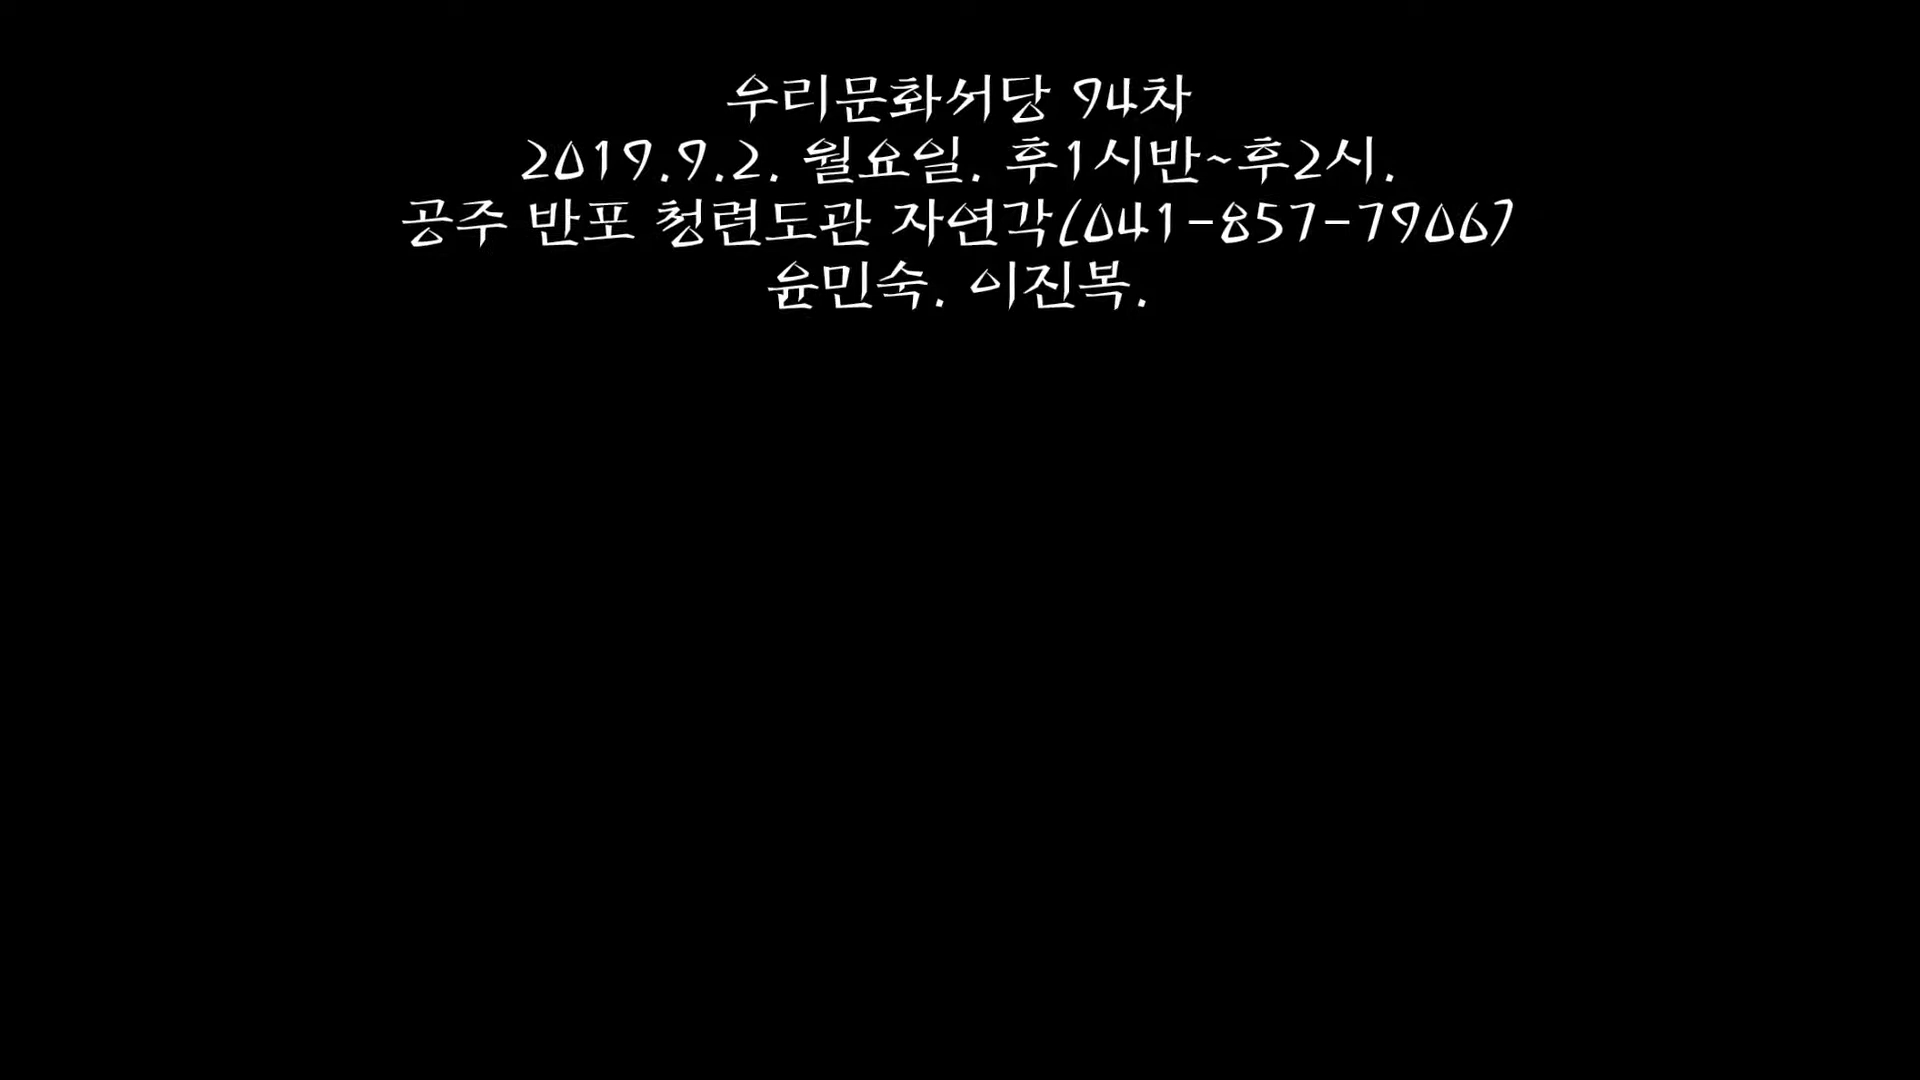 우리문화서당 94차
2019.9.2. 월요일. 후1시반~후2시.
공주 반포 청련도관 자연각(041-857-7906)
윤민숙. 이진복.